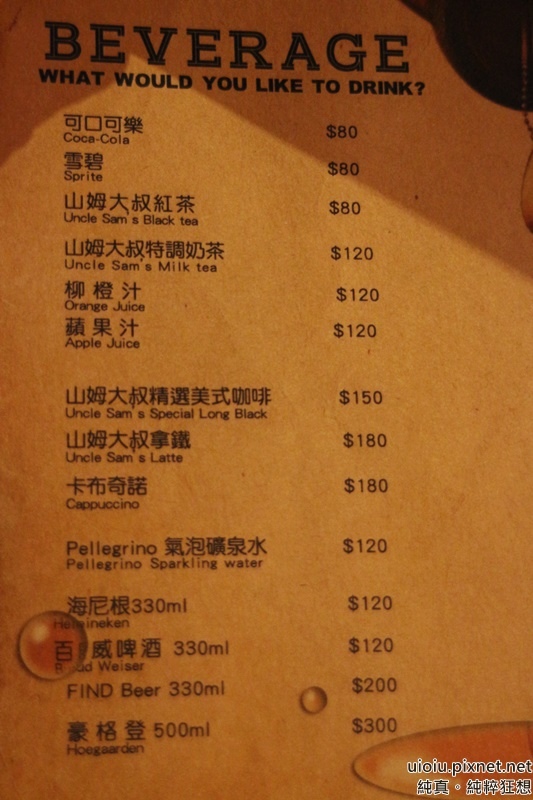 BEVERAGE
WHAT WOULD YOU LIKE TO DRINK?
可口可樂 $80
Coca-Cola
雪碧 $80
Sprite
山姆大叔紅茶 $80
Uncle Sam's Black tea
山姆大叔特調奶茶 $120
Uncle Sam's Milk tea
柳橙汁 $120
Orange Juice
蘋果汁 $120
Apple Juice
山姆大叔精選美式咖啡 $150
Uncle Sam's Special Long Black
山姆大叔拿鐵 $180
Uncle Sam's Latte
卡布奇諾 $180
Cappuccino
Pellegrino 氣泡礦泉水 $120
Pellegrino Sparkling water
海尼根330ml $120
Heineken
百威啤酒 330ml $120
Weiser
FIND Beer 330ml $200
豪格登 500ml $300
Hoegaarden
uioiu.pixnet.net
純真。純粹狂想